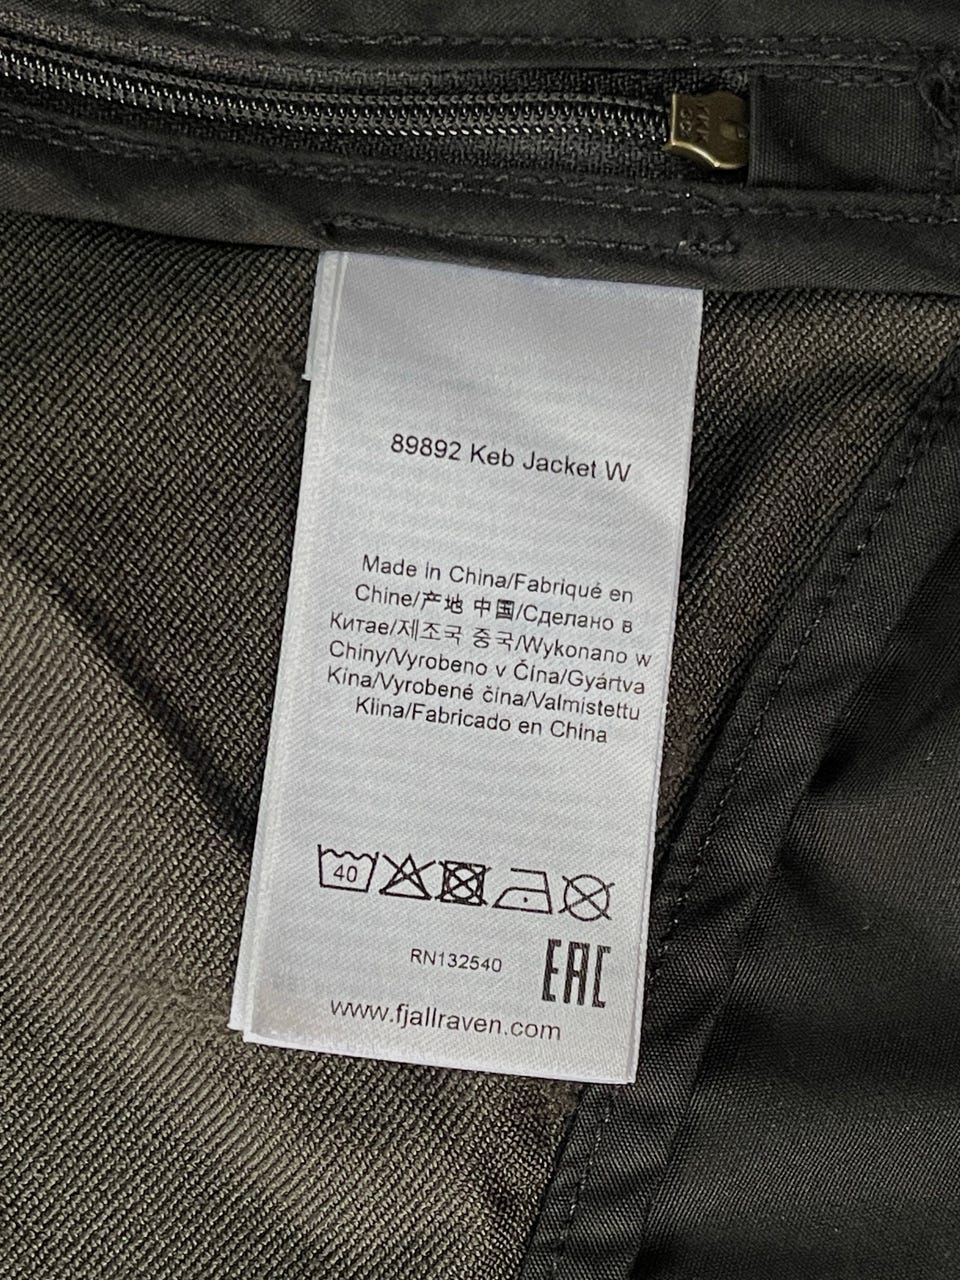 YKK
89892 Keb Jacket W
Made in China/Fabriqué en
Chine/产地 中国/Сделано в
Китае/제조국 중국/Wykonano w
Chiny/Vyrobeno v Čína/Gyártva
Kína/Vyrobené čína/Valmistettu
Kiina/Fabricado en China
40
RN132540
EAC
www.fjallraven.com